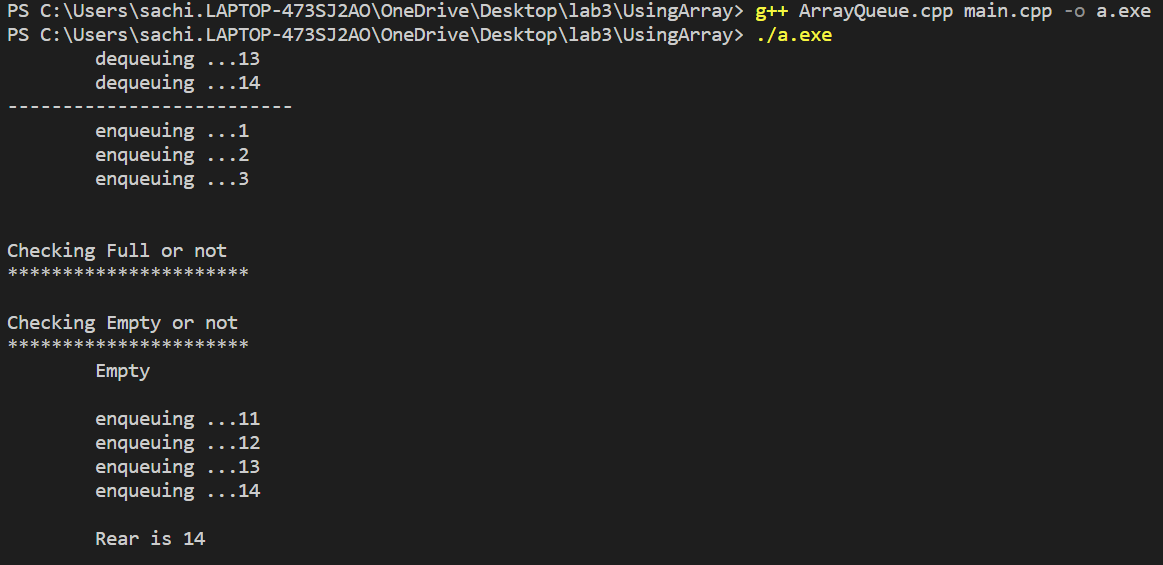 PS C:\Users\sachi.LAPTOP-473SJ2AO\OneDrive\Desktop\lab3\UsingArray> g++ ArrayQueue.cpp main.cpp -o a.exe
PS C:\Users\sachi.LAPTOP-473SJ2AO\OneDrive\Desktop\lab3\UsingArray> ./a.exe
dequeuing ...13
dequeuing ...14
--------------------------
enqueuing ...1
enqueuing ...2
enqueuing ...3
Checking Full or not
**********************
Checking Empty or not
**********************
Empty
enqueuing ...11
enqueuing ...12
enqueuing ...13
enqueuing ...14
Rear is 14